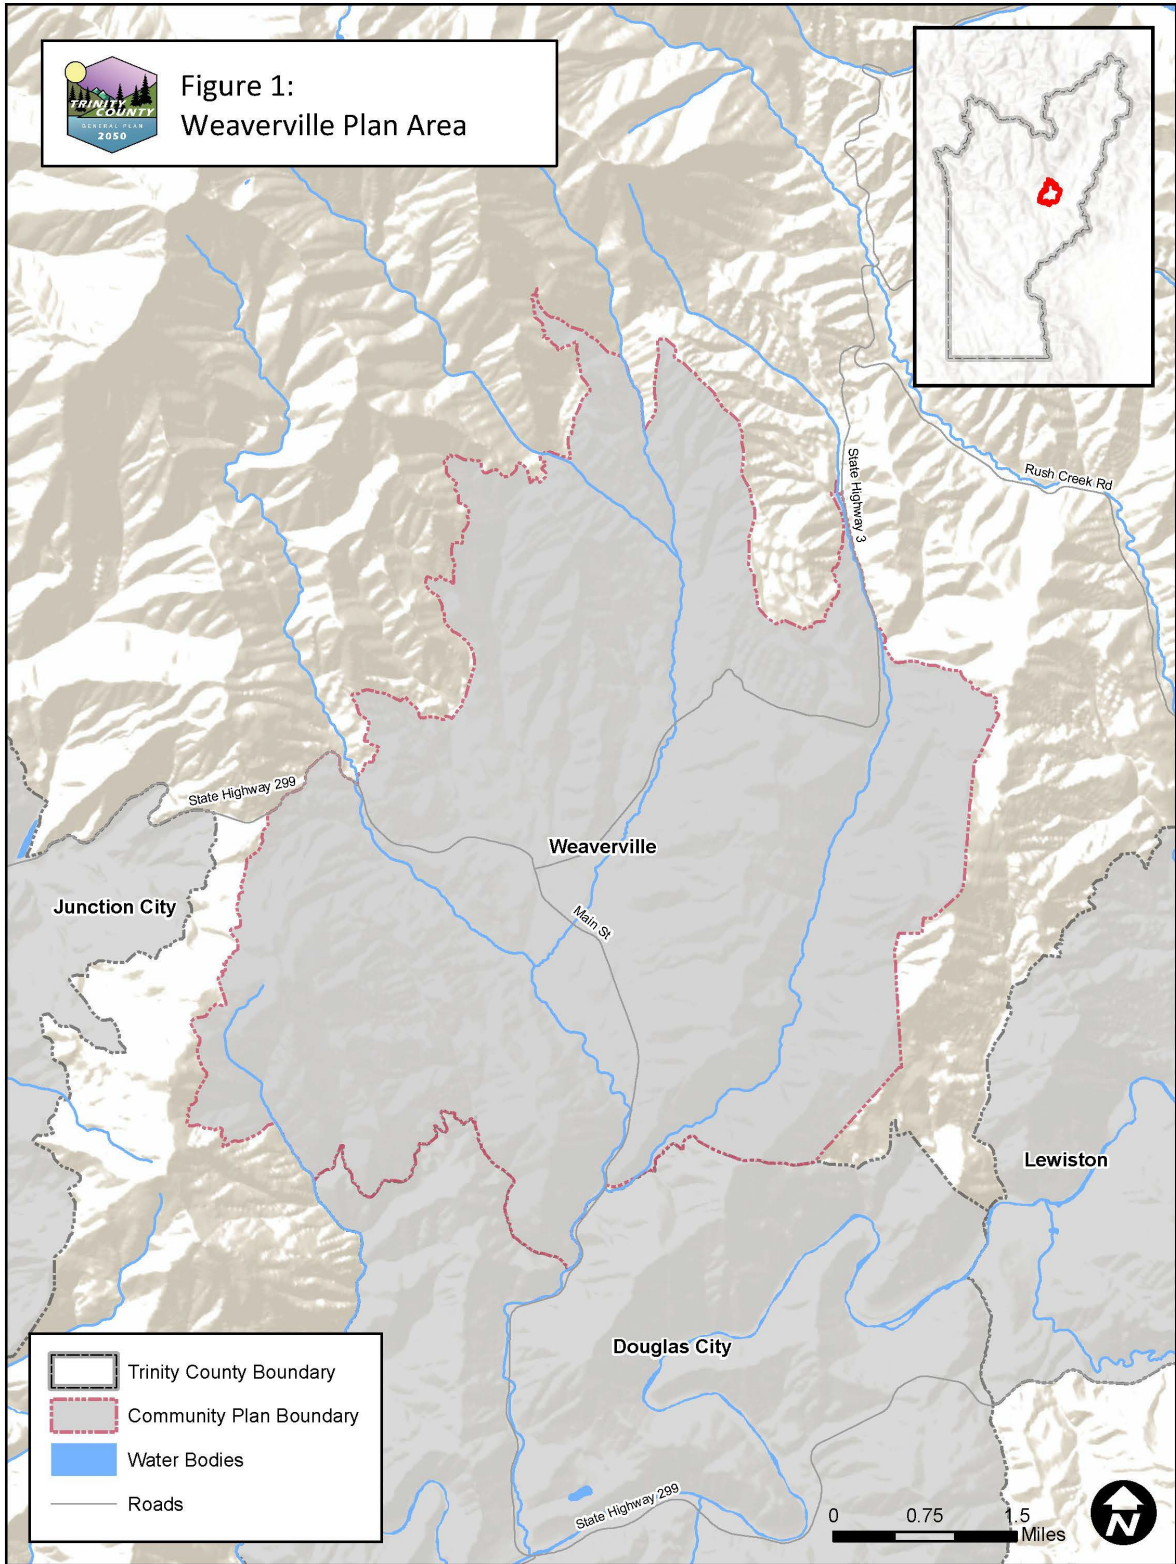 Figure 1:
Weaverville Plan Area
TRINITY
COUNTY
GENERAL PLAN
2050
State Highway 3
Rush Creek Rd
State Highway 299
Weaverville
Junction City
Main St
Lewiston
Douglas City
State Highway 299
Trinity County Boundary
Community Plan Boundary
Water Bodies
Roads
0 0.75 1.5
Miles
N